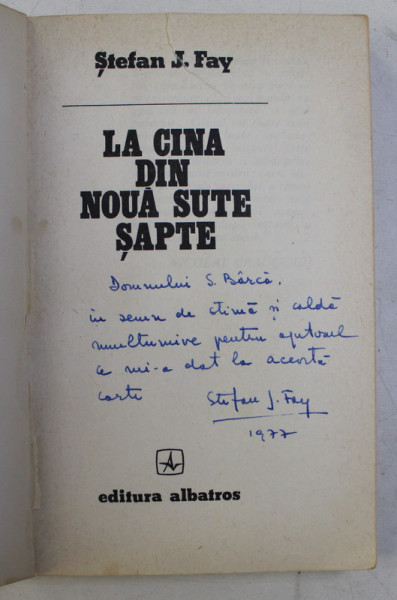 Ștefan J. Fay
LA CINA
DIN
NOUĂ SUTE
ȘAPTE
Domnului S. Bârcă,
în semn de stimă și caldă
mulțumire pentru ajutorul
ce mi-a dat la această
carte
Ștefan J. Fay
1977
editura albatros